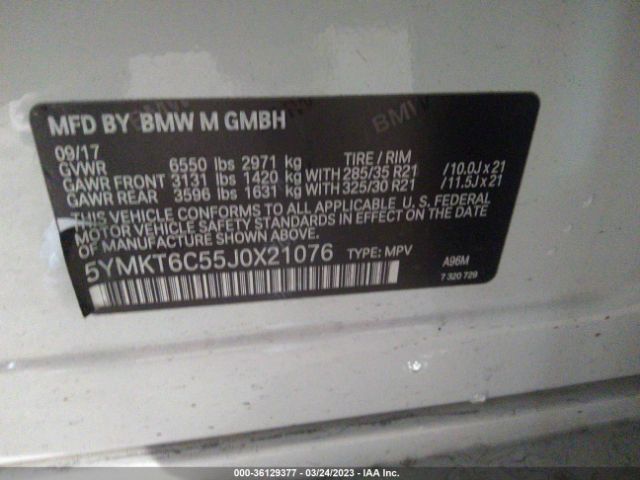 BMW
MFD BY BMW M GMBH
09/17
GVWR 6550 lbs 2971 kg TIRE / RIM
GAWR FRONT 3131 lbs 1420 kg WITH 285/35 R21 /10.0J x 21
GAWR REAR 3596 lbs 1631 kg WITH 325/30 R21 /11.5J x 21
THIS VEHICLE CONFORMS TO ALL APPLICABLE U. S. FEDERAL
MOTOR VEHICLE SAFETY STANDARDS IN EFFECT ON THE DATE
OF MANUFACTURE SHOWN ABOVE.
5YMKT6C55J0X21076 TYPE: MPV A96M
7 320 729
000-36129377 - 03/24/2023 - IAA Inc.